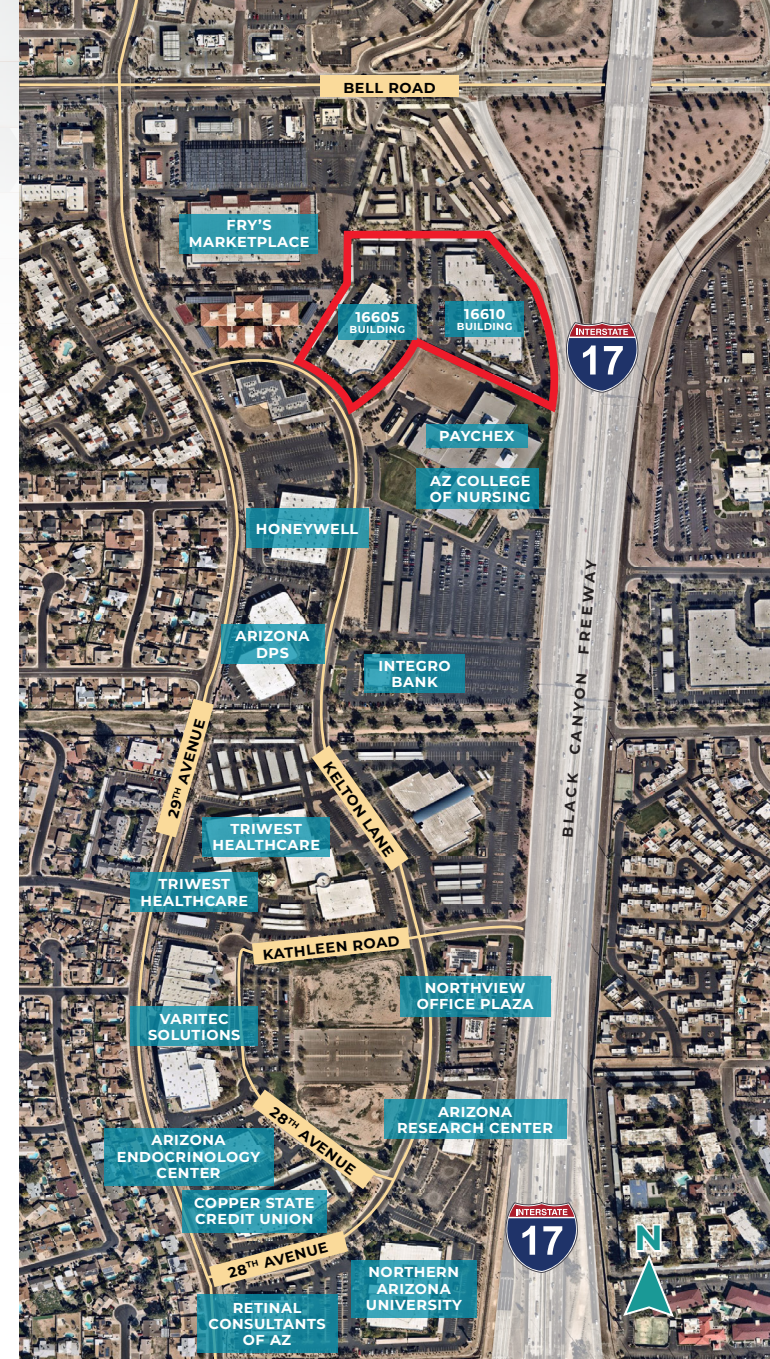 BELL ROAD
FRY'S
MARKETPLACE
16605
BUILDING
16610
BUILDING
INTERSTATE
17
PAYCHEX
AZ COLLEGE
OF NURSING
HONEYWELL
ARIZONA
DPS
INTEGRO
BANK
BLACK CANYON FREEWAY
29TH AVENUE
KELTON LANE
TRIWEST
HEALTHCARE
TRIWEST
HEALTHCARE
KATHLEEN ROAD
NORTHVIEW
OFFICE PLAZA
VARITEC
SOLUTIONS
28TH AVENUE
ARIZONA
RESEARCH CENTER
ARIZONA
ENDOCRINOLOGY
CENTER
COPPER STATE
CREDIT UNION
INTERSTATE
17
N
28TH AVENUE
NORTHERN
ARIZONA
UNIVERSITY
RETINAL
CONSULTANTS
OF AZ